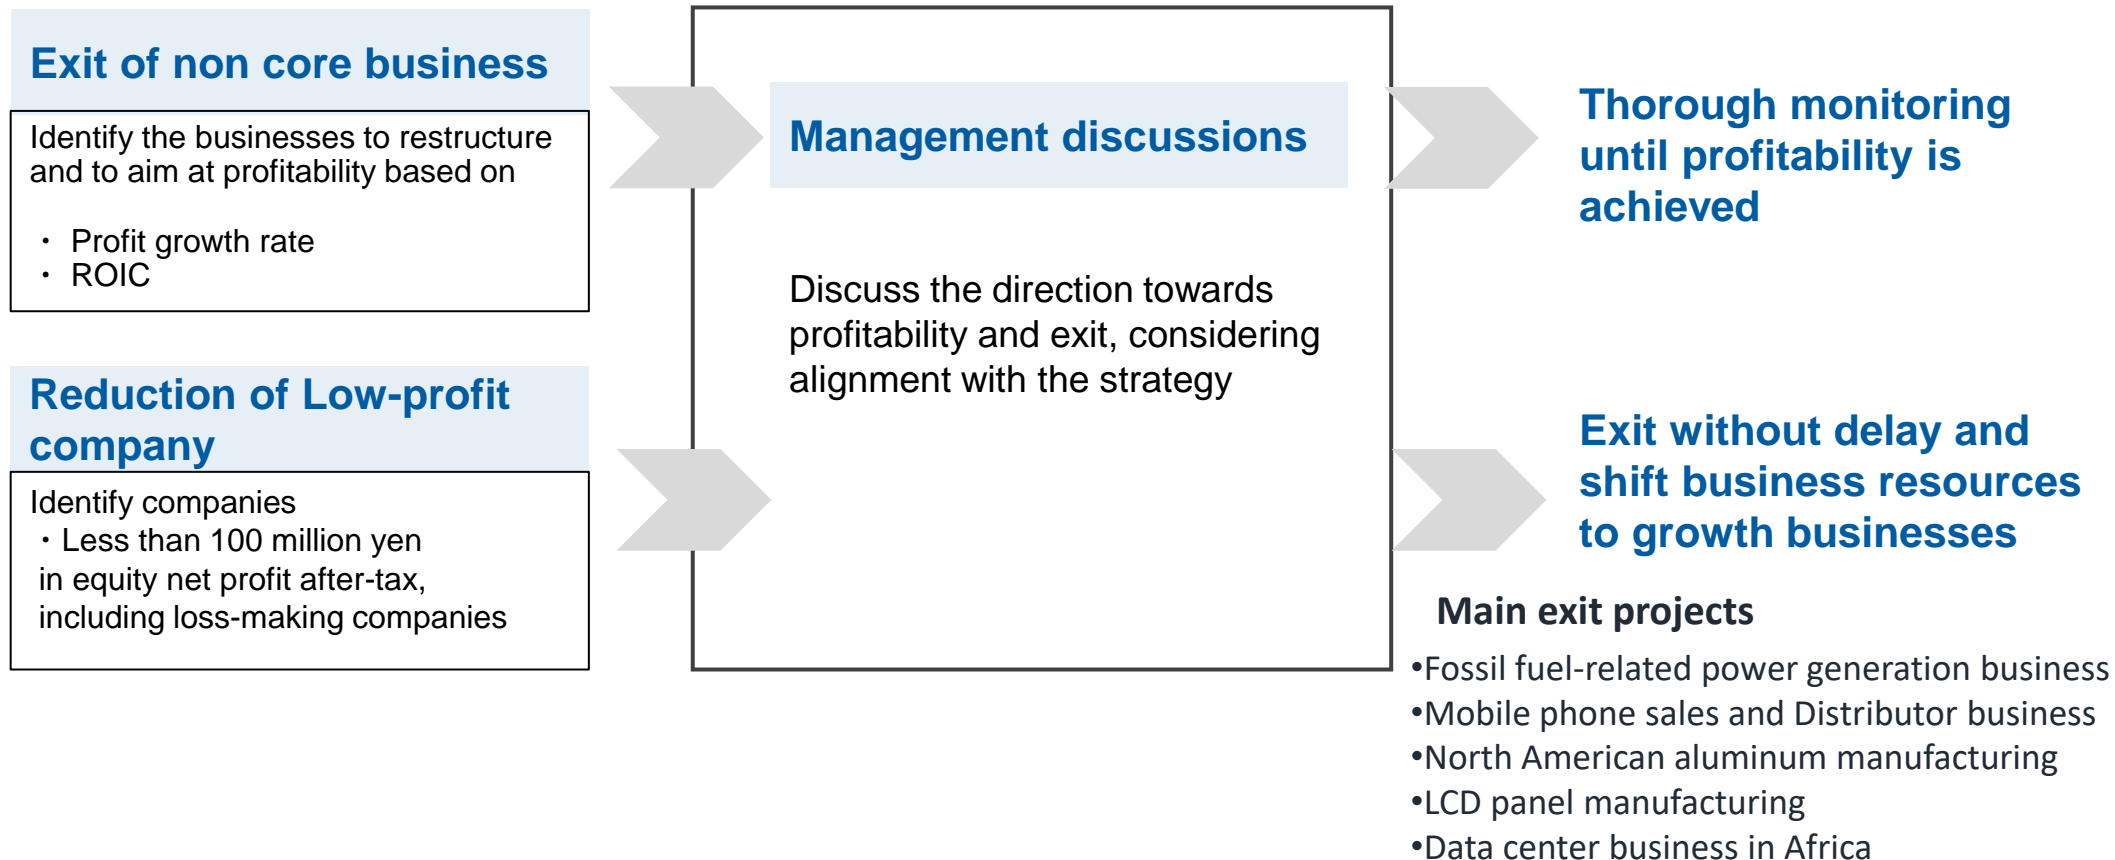 Exit of non core business
Identify the businesses to restructure
and to aim at profitability based on
・ Profit growth rate
・ ROIC
Reduction of Low-profit
company
Identify companies
・Less than 100 million yen
in equity net profit after-tax,
including loss-making companies
Management discussions
Discuss the direction towards
profitability and exit, considering
alignment with the strategy
Thorough monitoring
until profitability is
achieved
Exit without delay and
shift business resources
to growth businesses
Main exit projects
•Fossil fuel-related power generation business
•Mobile phone sales and Distributor business
•North American aluminum manufacturing
•LCD panel manufacturing
•Data center business in Africa